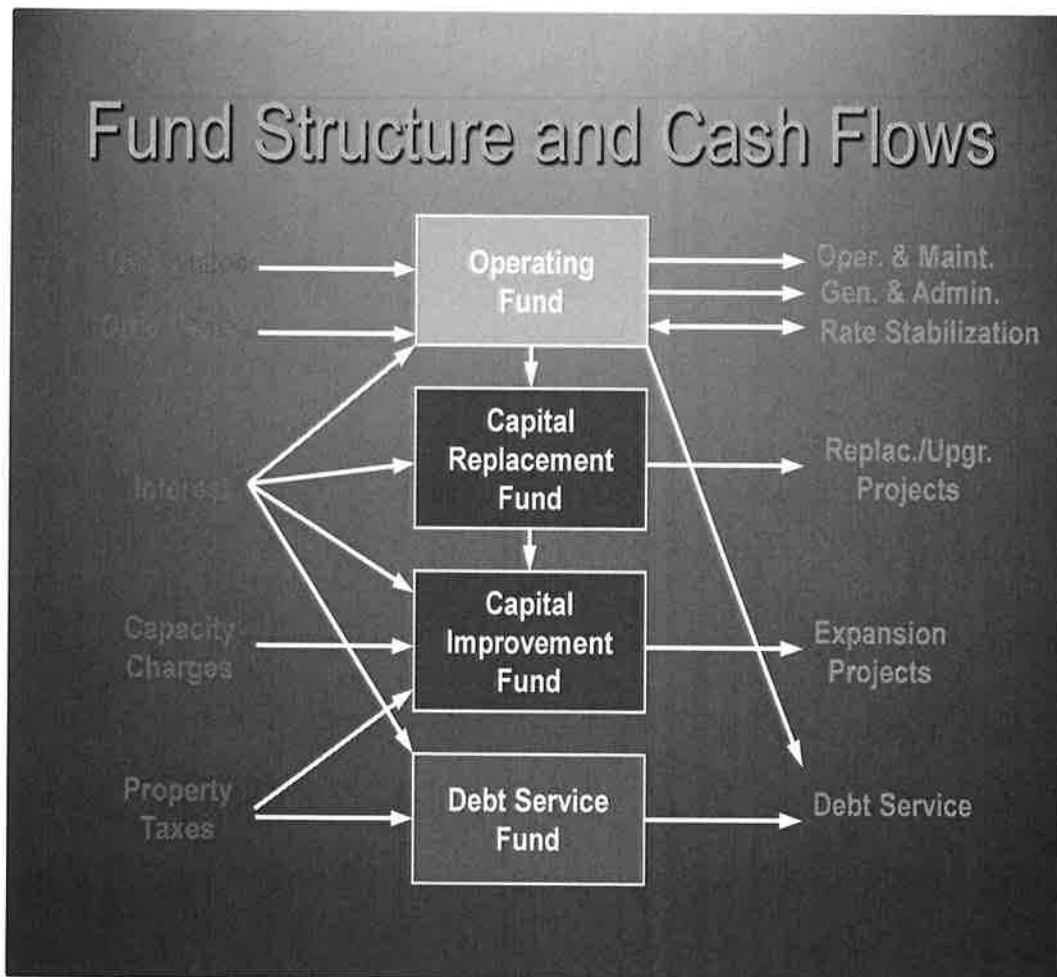 Fund Structure and Cash Flows
Operating
Fund
Oper. & Maint.
Gen. & Admin.
Rate Stabilization
Capital
Replacement
Fund
Replac./Upgr.
Projects
Interest
Capital
Improvement
Fund
Capacity
Charges
Expansion
Projects
Property
Taxes
Debt Service
Fund
Debt Service